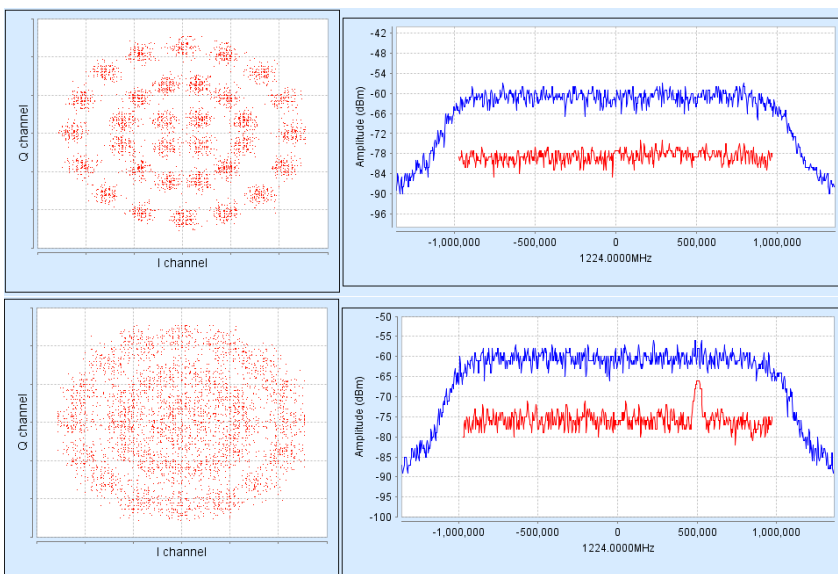 Q channel
I channel
Amplitude (dBm)
-42
-48
-54
-60
-66
-72
-78
-84
-90
-96
-1,000,000 -500,000 0 500,000 1,000,000
1224.0000MHz
Q channel
I channel
Amplitude (dBm)
-50
-55
-60
-65
-70
-75
-80
-85
-90
-95
-100
-1,000,000 -500,000 0 500,000 1,000,000
1224.0000MHz